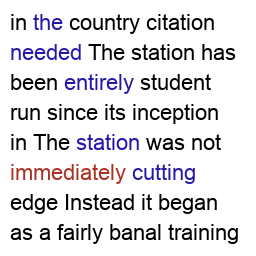 in the country citation
needed The station has
been entirely student
run since its inception
in The station was not
immediately cutting
edge Instead it began
as a fairly banal training